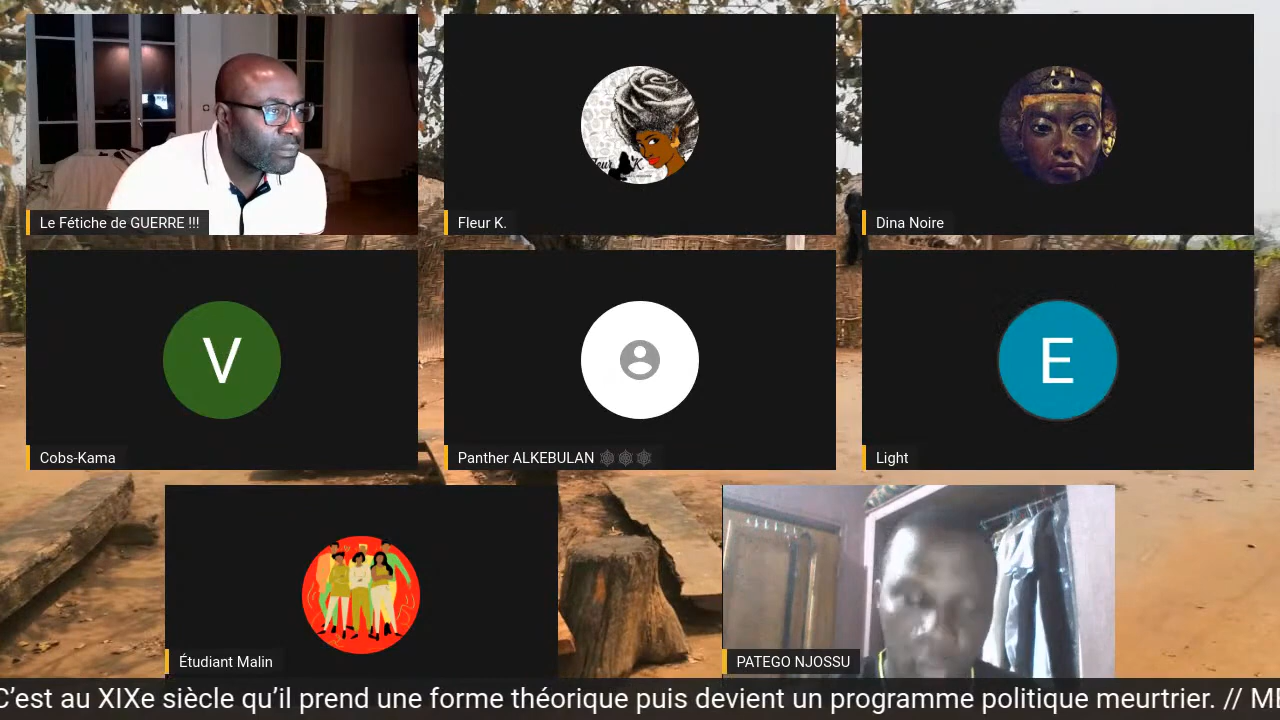 Le Fétiche de GUERRE !!!
Fleur K.
Dina Noire
V
Cobs-Kama
Panther ALKEBULAN 🕸🕸🕸
E
Light
Étudiant Malin
PATEGO NJOSSU
C’est au XIXe siècle qu’il prend une forme théorique puis devient un programme politique meurtrier. //